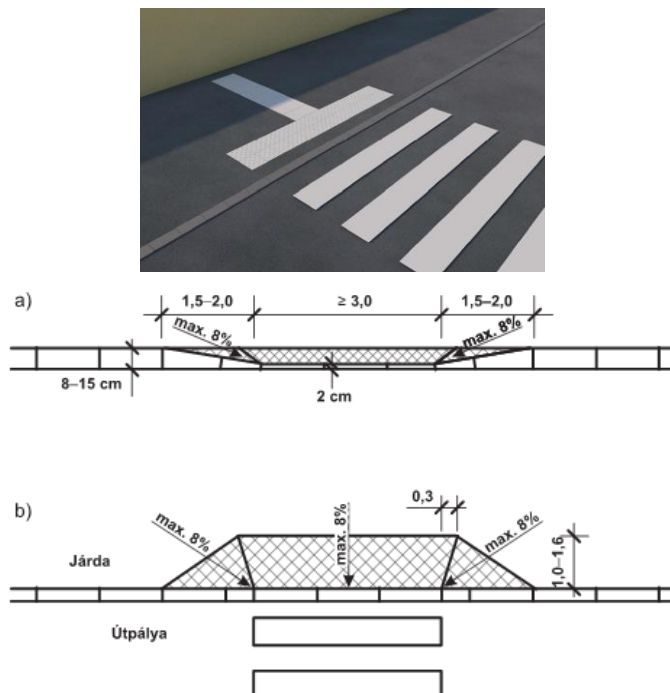 a)
1,5–2,0
≥ 3,0
1,5–2,0
max. 8%
max. 8%
8–15 cm
2 cm
b)
0,3
max. 8%
max. 8%
max. 8%
1,0–1,6
Járda
Útpálya